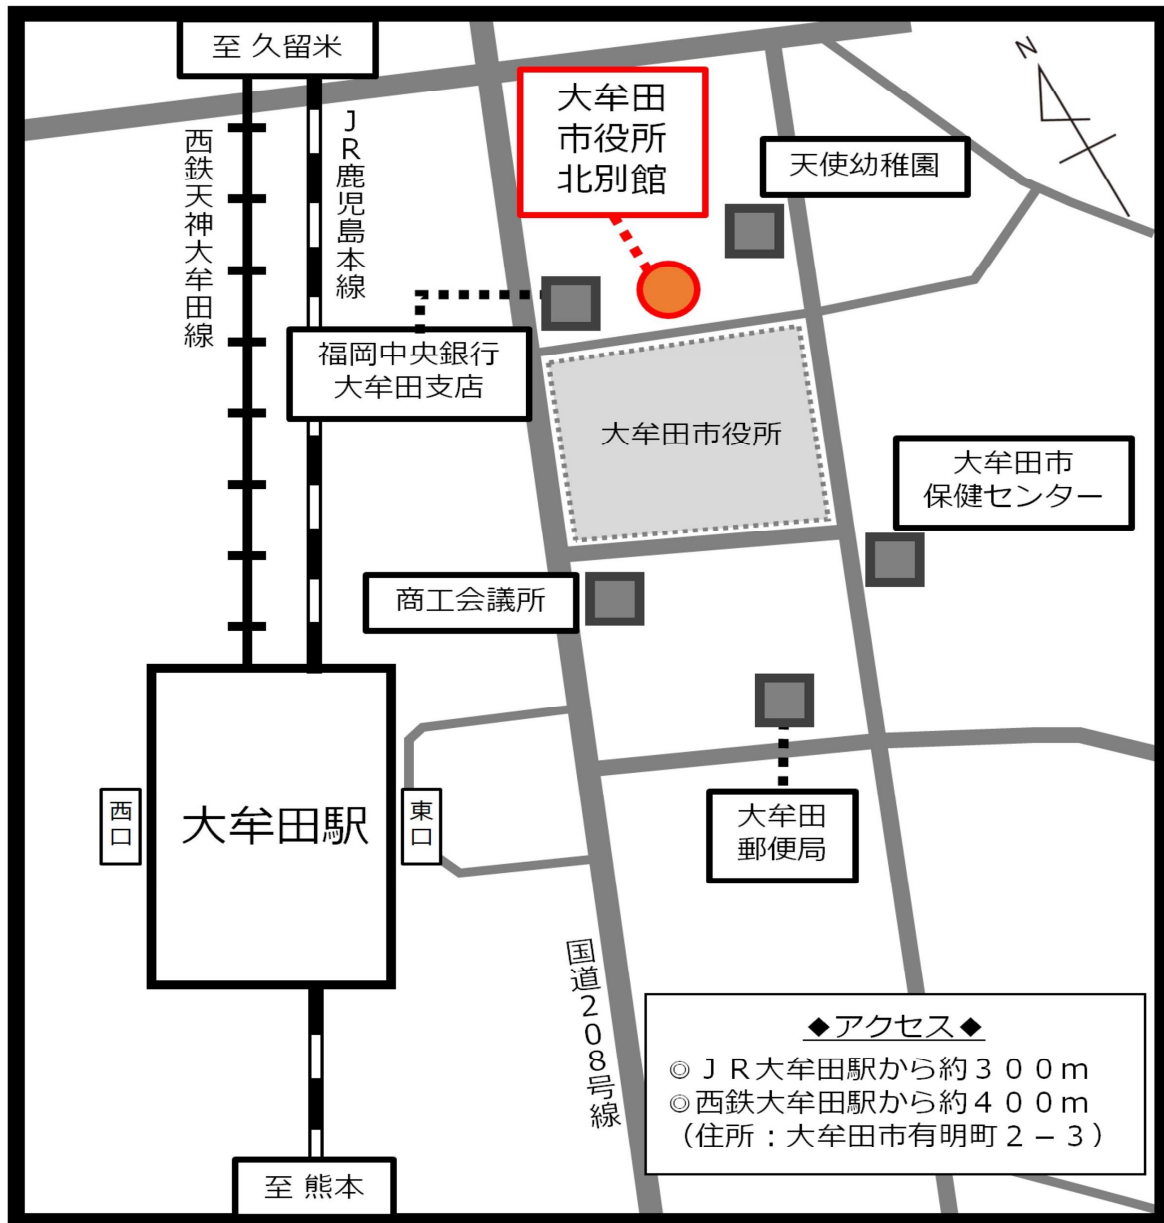 至 久留米
N
大牟田
市役所
北別館
天使幼稚園
西鉄天神大牟田線
ＪＲ鹿児島本線
福岡中央銀行
大牟田支店
大牟田市役所
大牟田市
保健センター
商工会議所
西口
大牟田駅
東口
大牟田
郵便局
国道２０８号線
◆アクセス◆
◎ＪＲ大牟田駅から約３００ｍ
◎西鉄大牟田駅から約４００ｍ
（住所：大牟田市有明町２－３）
至 熊本